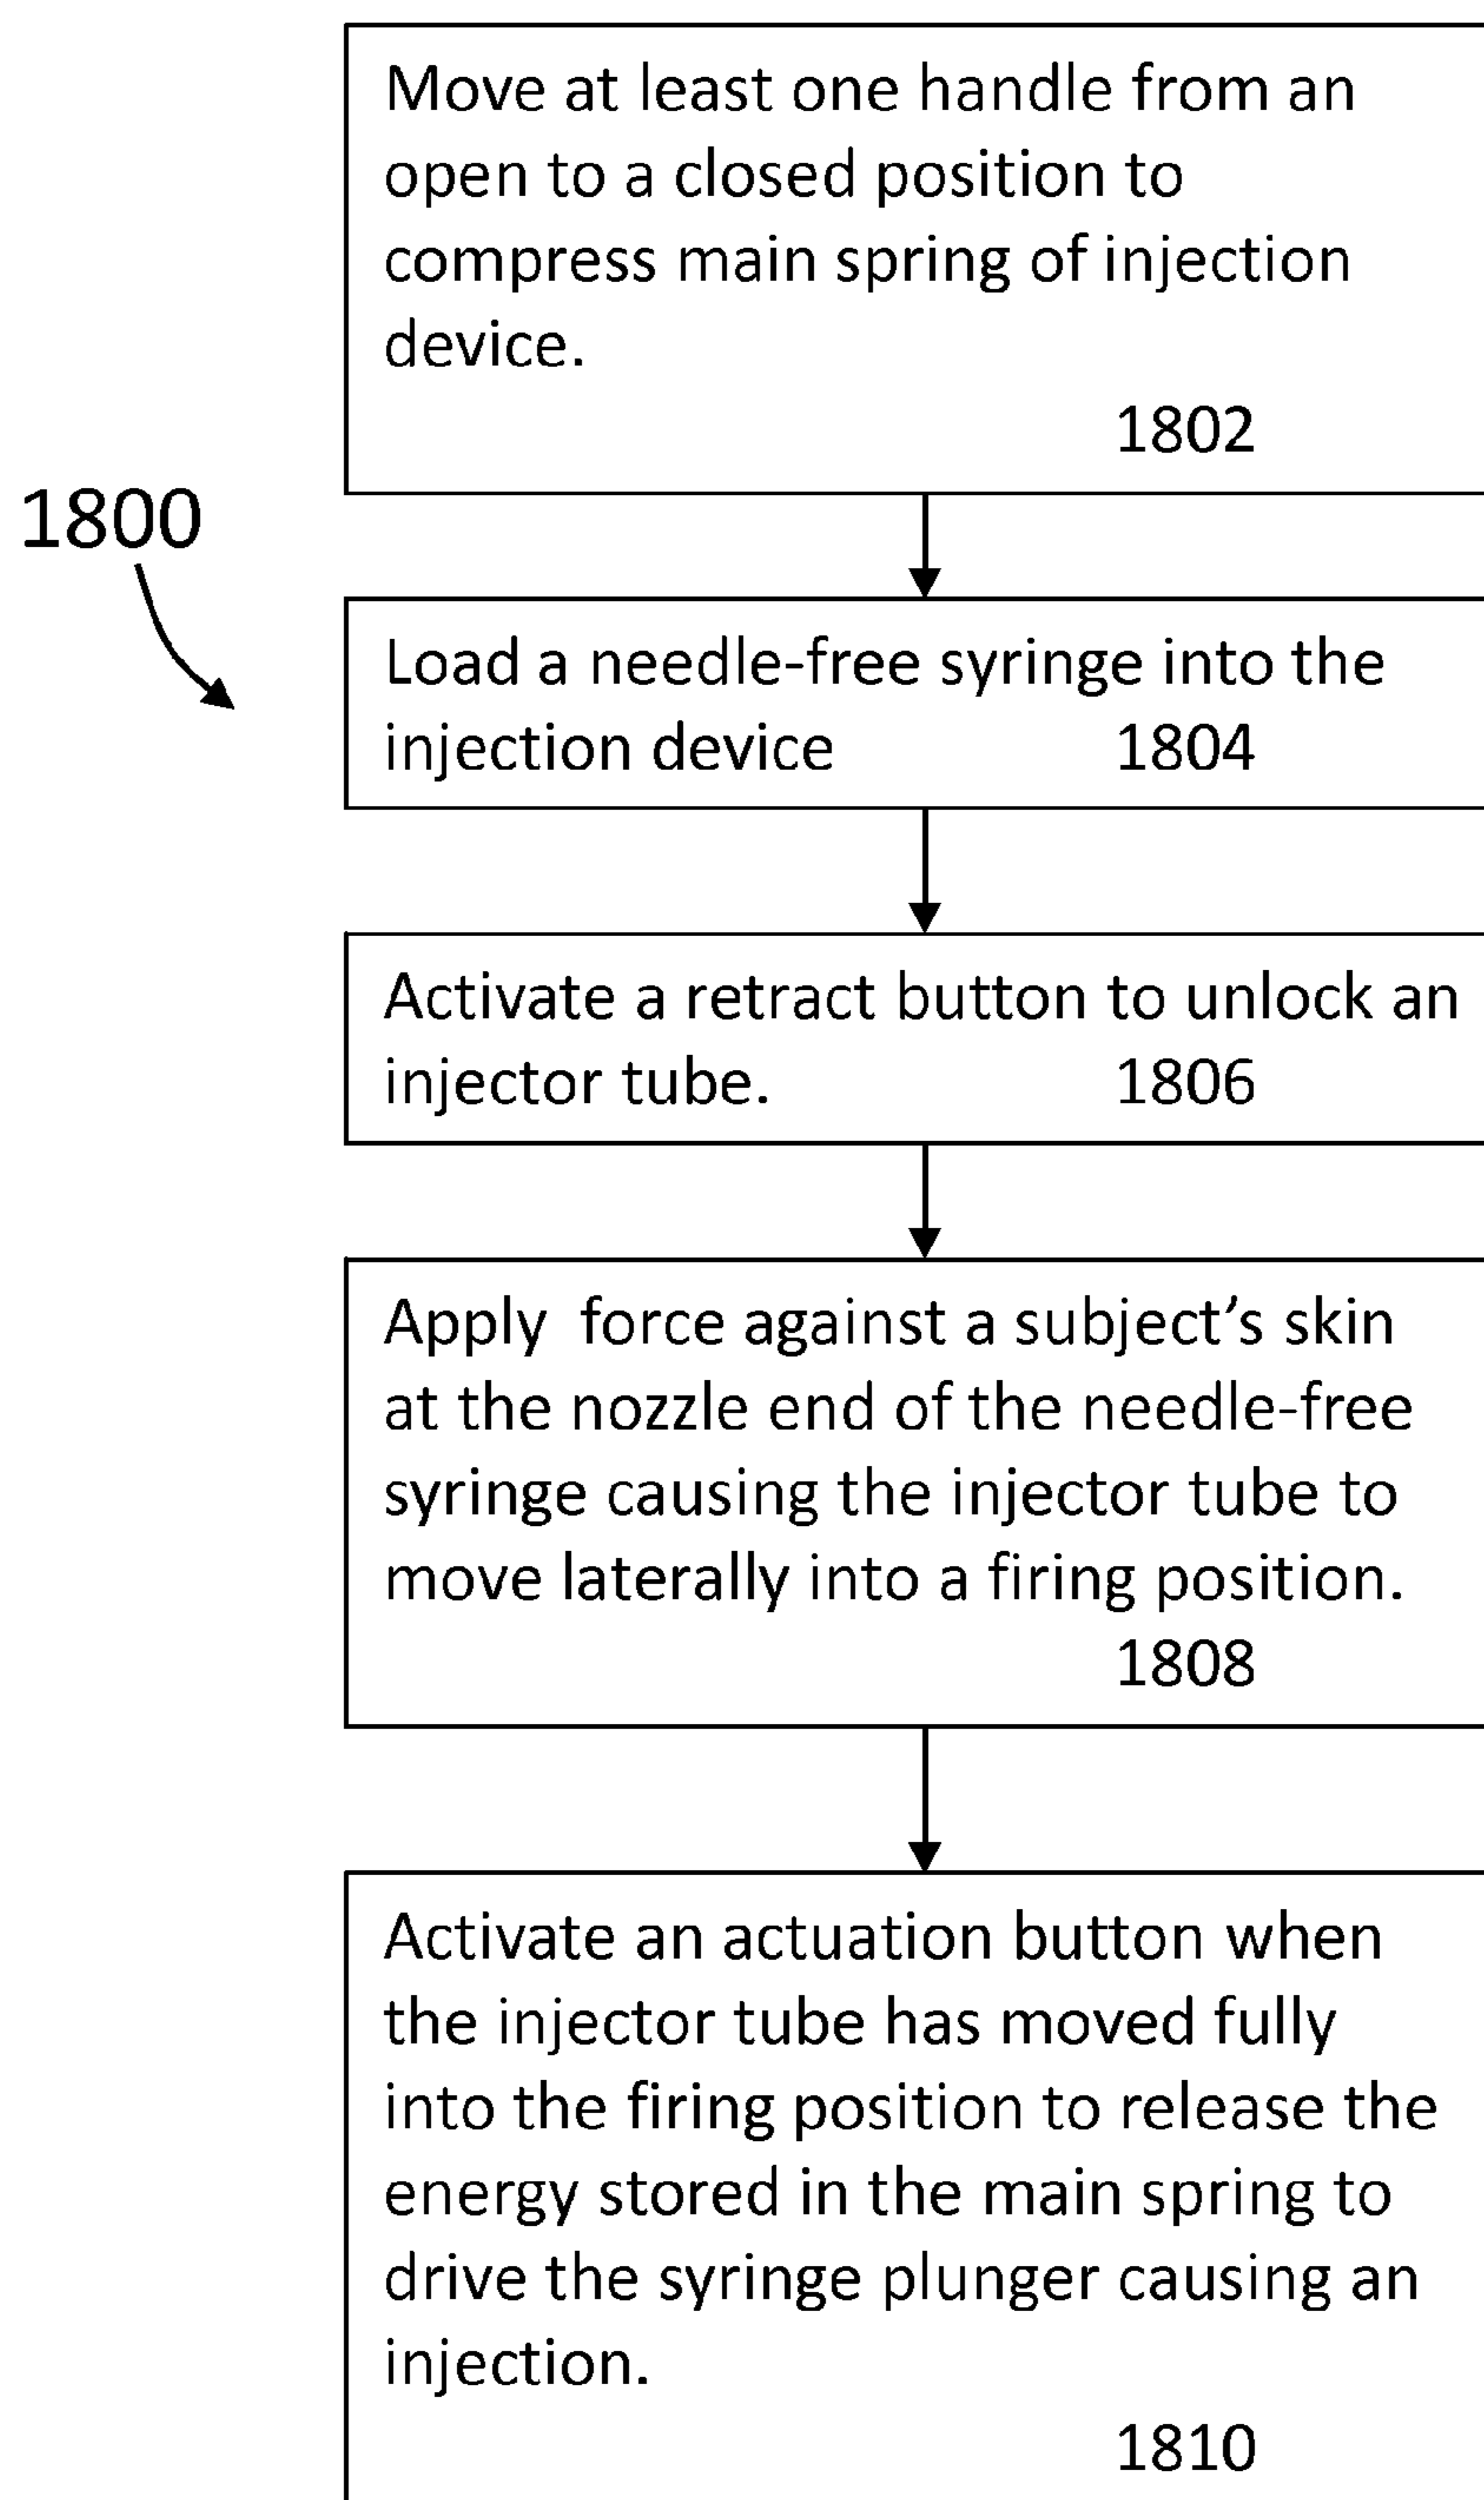 Move at least one handle from an
open to a closed position to
compress main spring of injection
device.
1802
1800
Load a needle-free syringe into the
injection device 1804
Activate a retract button to unlock an
injector tube. 1806
Apply  force against a subject’s skin
at the nozzle end of the needle-free
syringe causing the injector tube to
move laterally into a firing position.
1808
Activate an actuation button when
the injector tube has moved fully
into the firing position to release the
energy stored in the main spring to
drive the syringe plunger causing an
injection.
1810